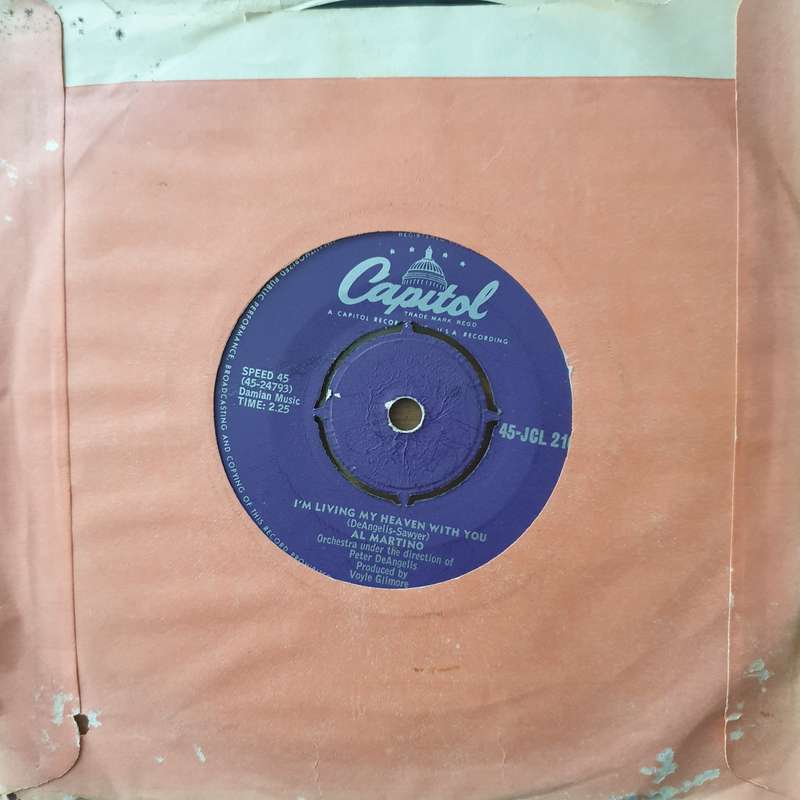 Capitol
TRADE MARK REGD
A CAPITOL RECORDS U.S.A. RECORDING
SPEED 45
(45-24793)
Damian Music
TIME: 2.25
45-JCL 21
I'M LIVING MY HEAVEN WITH YOU
(DeAngelis-Sawyer)
AL MARTINO
Orchestra under the direction of
Peter DeAngelis
Produced by
Voyle Gilmore
PUBLIC PERFORMANCE, BROADCASTING AND COPYING OF THIS RECORD